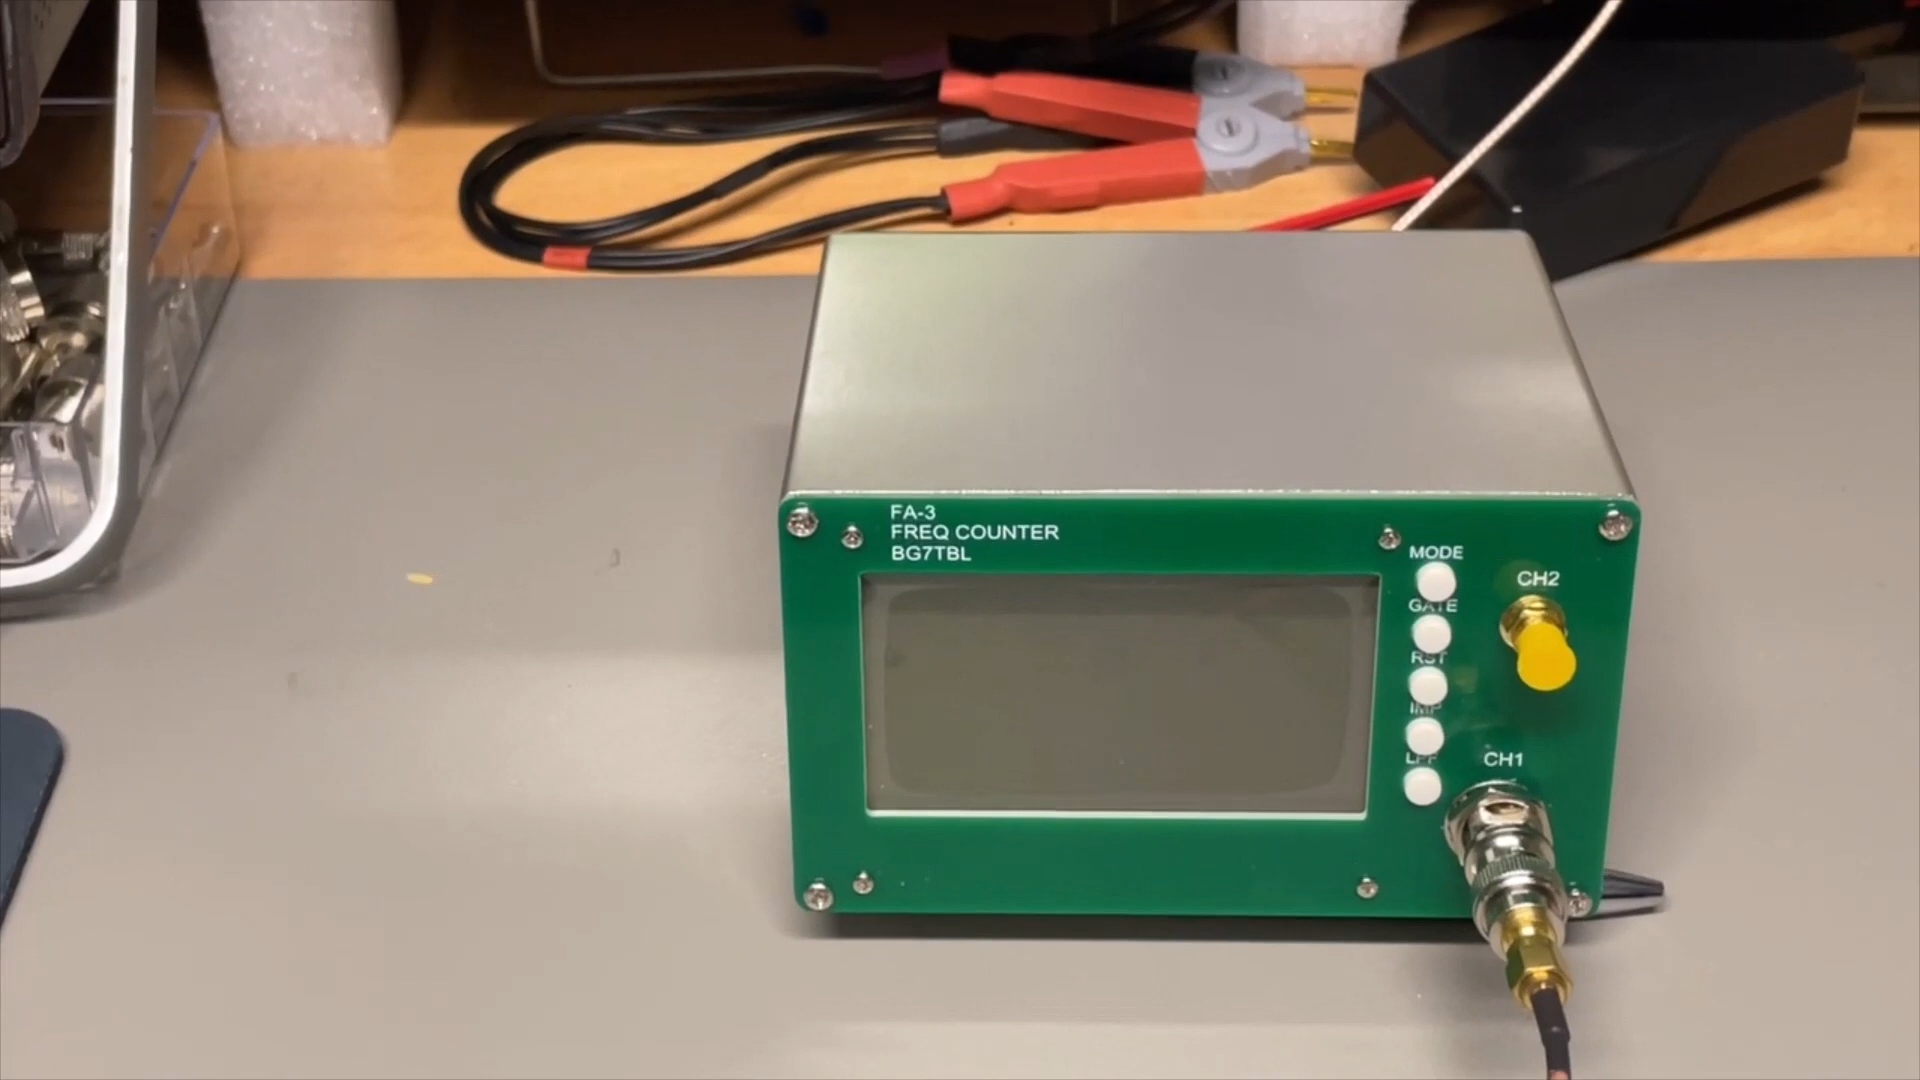 FA-3
FREQ COUNTER
BG7TBL
MODE
GATE
RST
IMP
LPF
CH2
CH1